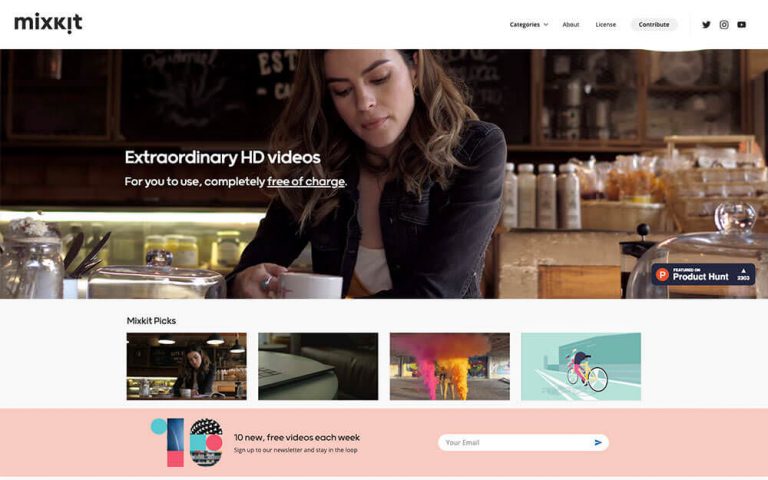 mixkit
Categories
About
License
Contribute
EST
Extraordinary HD videos
For you to use, completely free of charge.
P
FEATURED ON
Product Hunt
2303
Mixkit Picks
10
10 new, free videos each week
Sign up to our newsletter and stay in the loop
Your Email